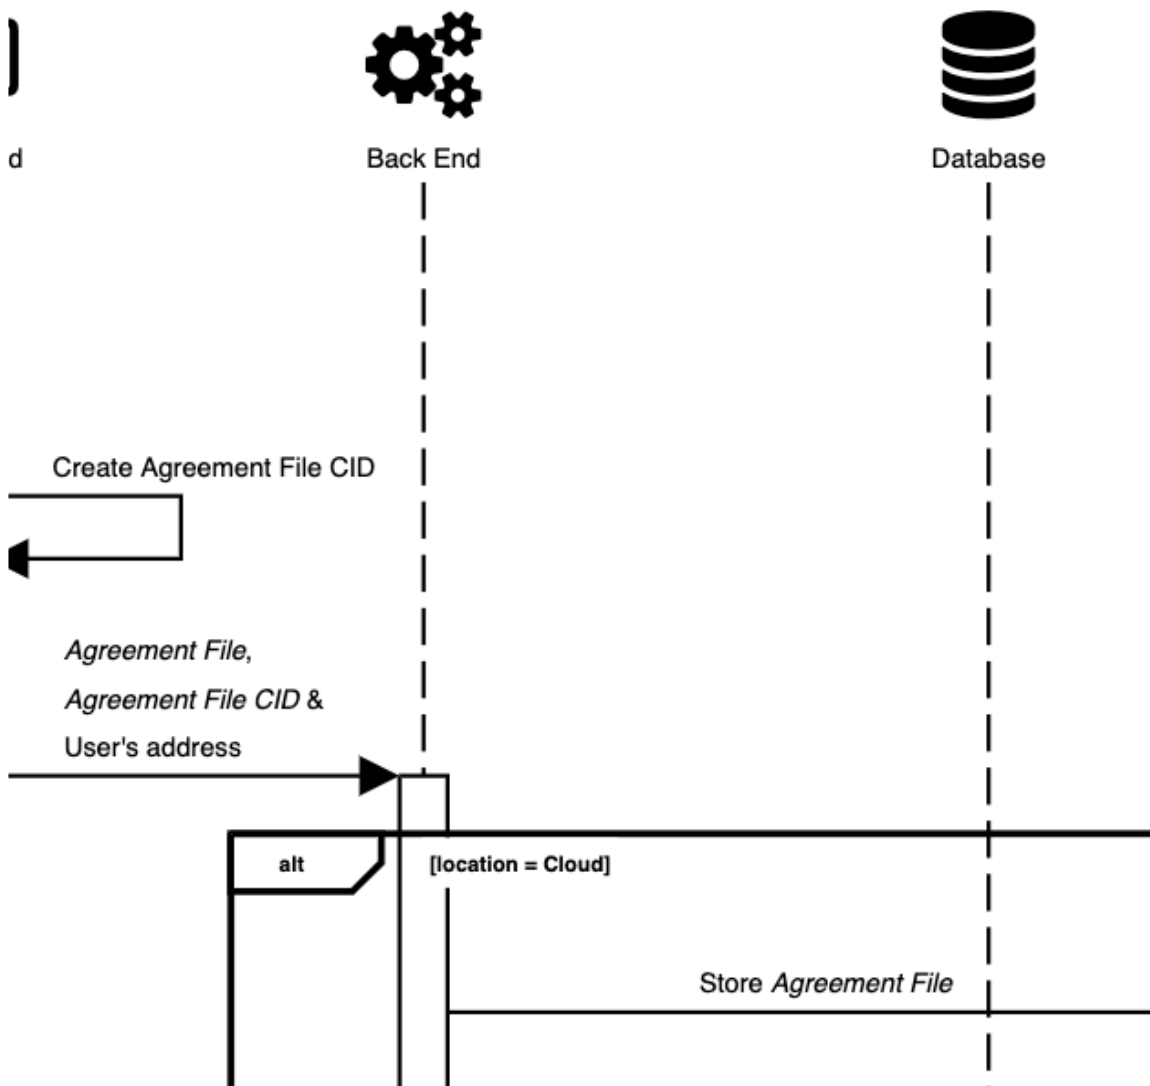 d
Back End
Database
Create Agreement File CID
Agreement File,
Agreement File CID &
User's address
alt
[location = Cloud]
Store Agreement File